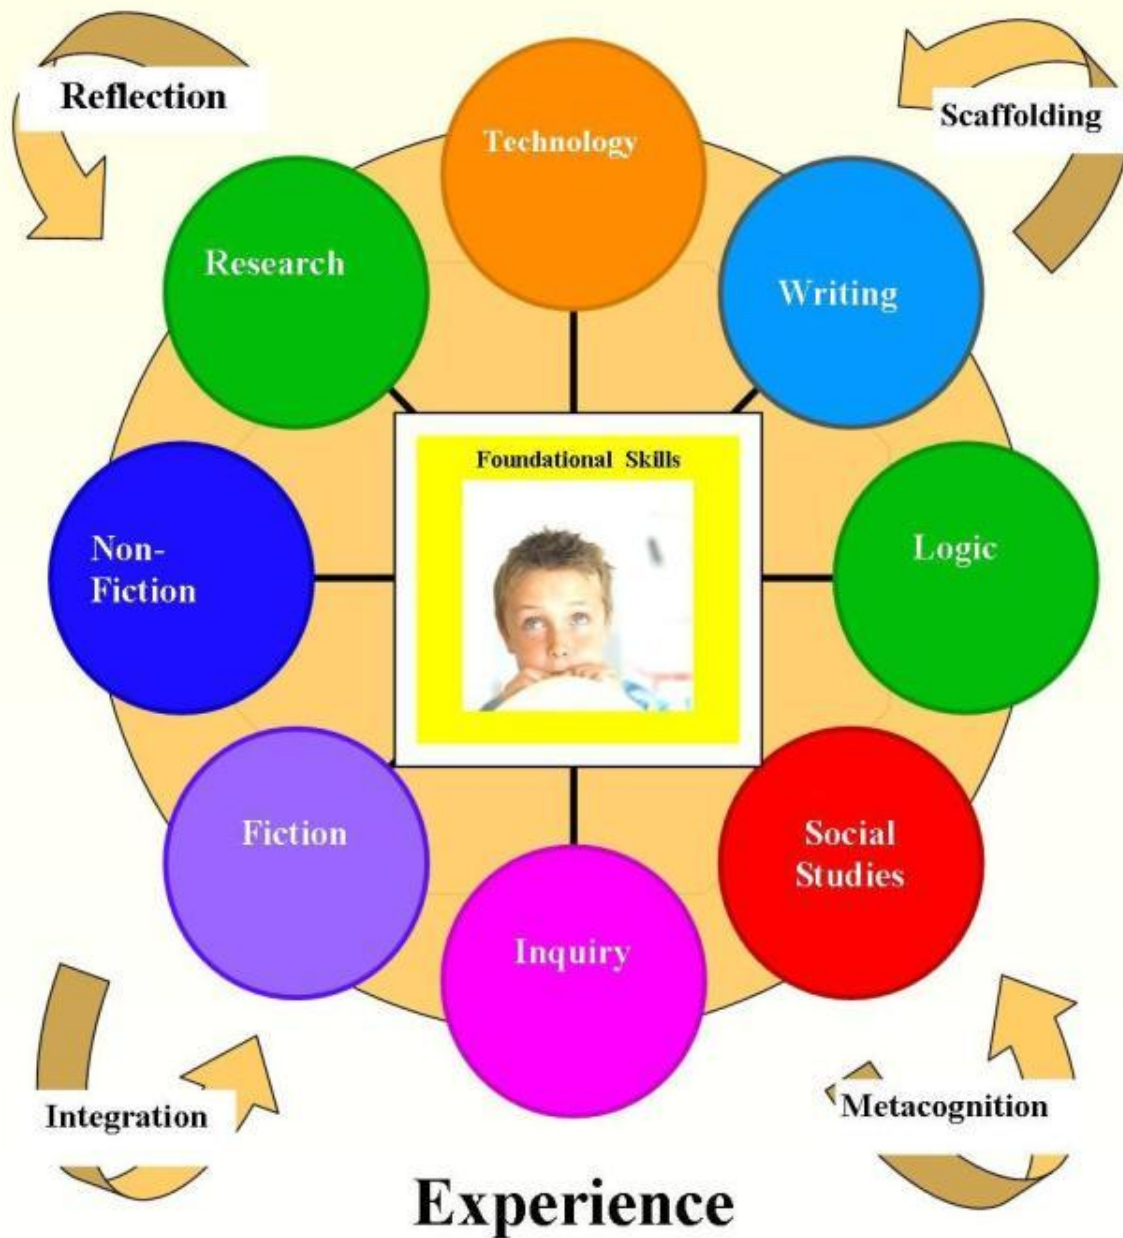 Reflection
Scaffolding
Technology
Research
Writing
Foundational Skills
Non-
Fiction
Logic
Fiction
Social
Studies
Inquiry
Integration
Metacognition
Experience